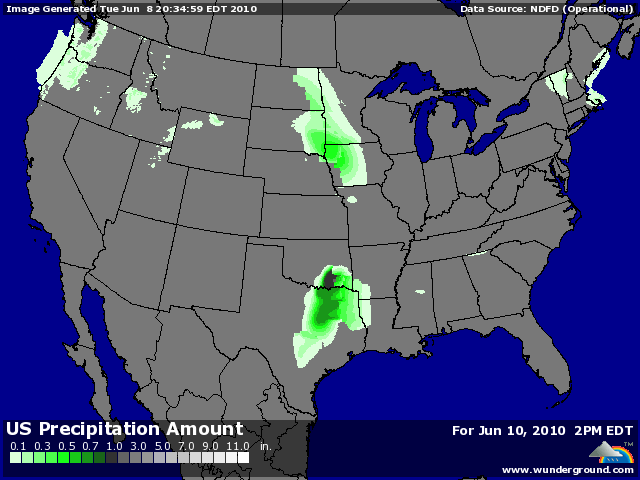 Image Generated Tue Jun 8 20:34:59 EDT 2010 Data Source: NDFD (Operational)
US Precipitation Amount
For Jun 10, 2010 2PM EDT
0.1 0.3 0.5 0.7 1.0 3.0 5.0 7.0 9.0 11.0 in.
TM
www.wunderground.com